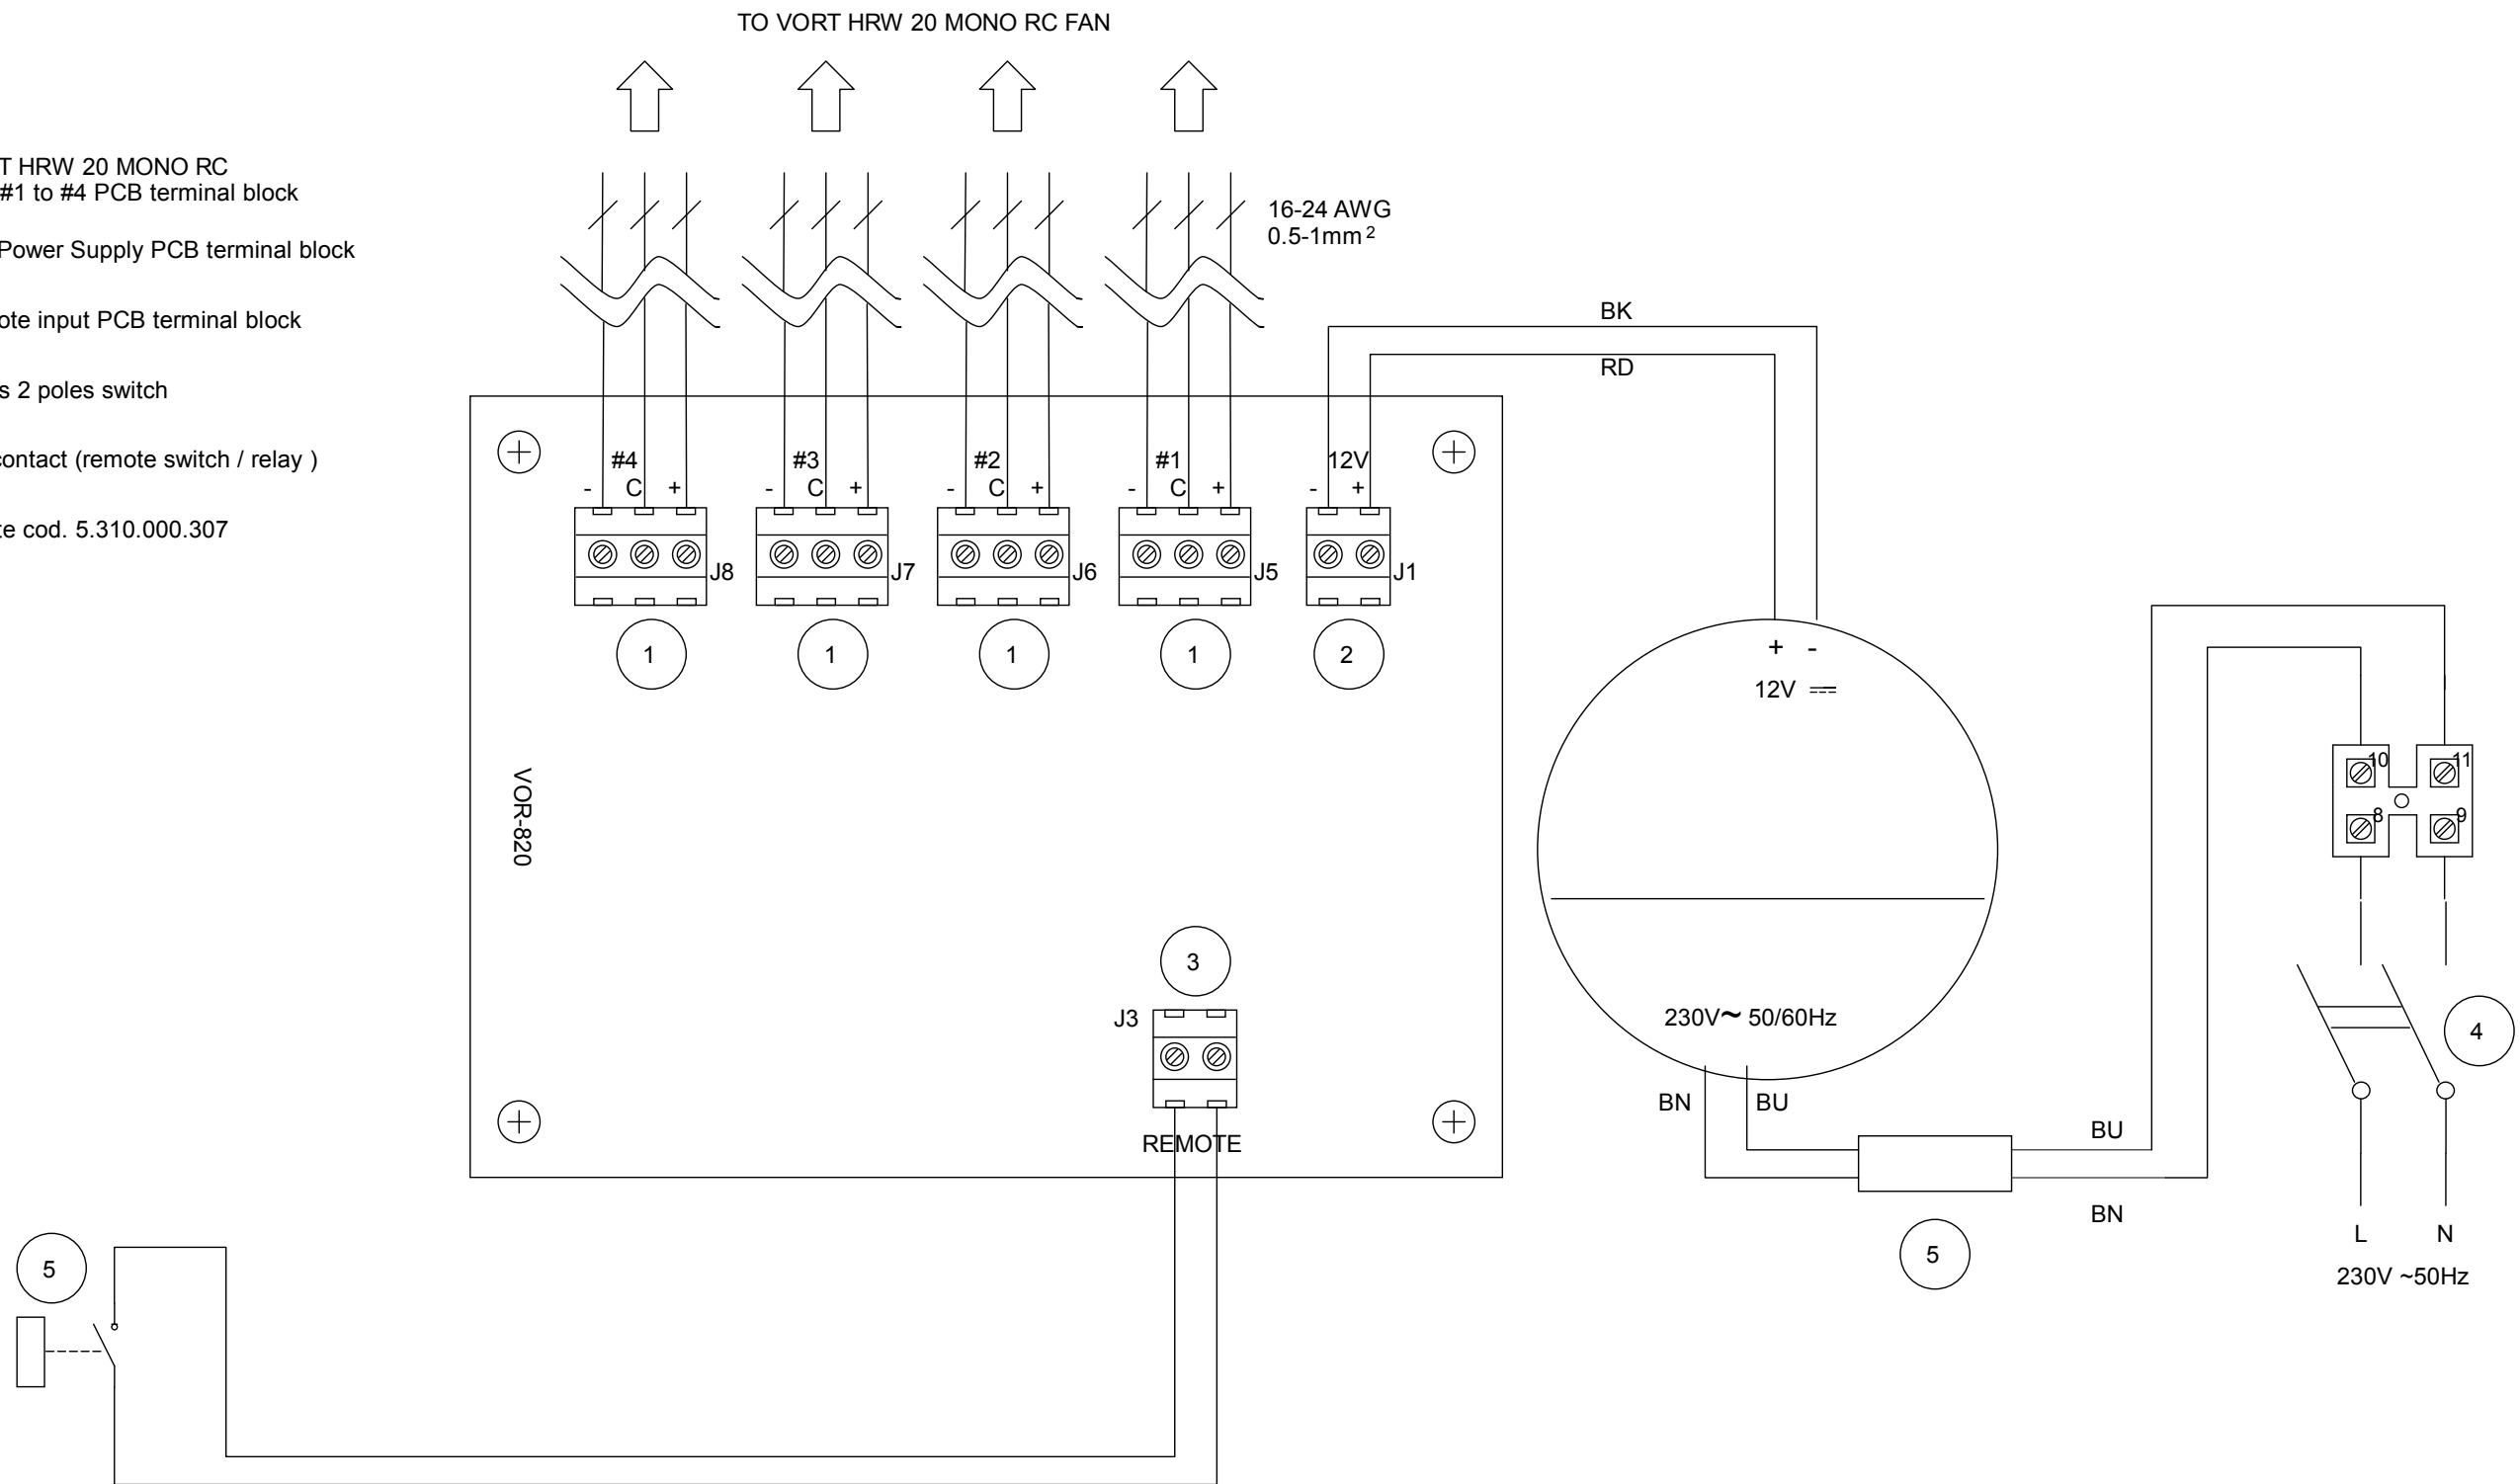 TO VORT HRW 20 MONO RC FAN
T HRW 20 MONO RC
#1 to #4 PCB terminal block
Power Supply PCB terminal block
ote input PCB terminal block
s 2 poles switch
contact (remote switch / relay )
te cod. 5.310.000.307
16-24 AWG
0.5-1mm²
BK
RD
#4 #3 #2 #1 12V
- C + - C + - C + - C + - +
J8 J7 J6 J5 J1
1 1 1 1 2
+ -
12V ⎓
10 11
8 9
VOR-820
3
J3
230V~ 50/60Hz
4
BN BU
REMOTE
BU
BN
5
5
L N
230V ~50Hz